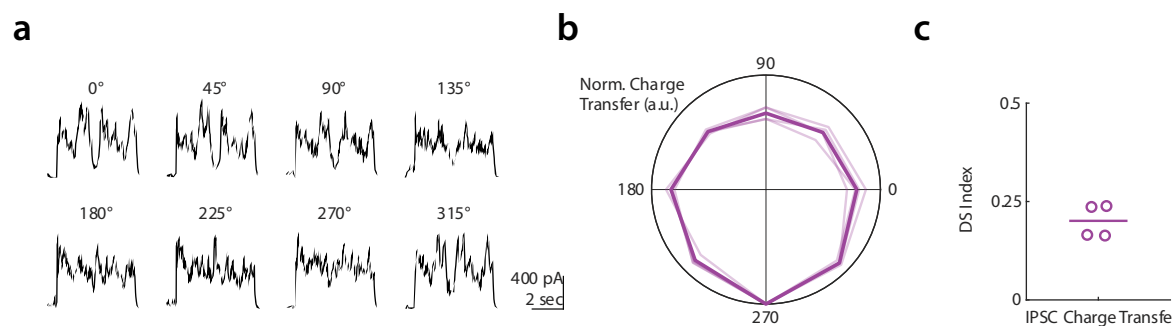 a
0° 45° 90° 135°
180° 225° 270° 315°
400 pA
2 sec
b
Norm. Charge
Transfer (a.u.)
90
180
0
270
c
0.5
0.25
0
DS Index
IPSC Charge Transfe